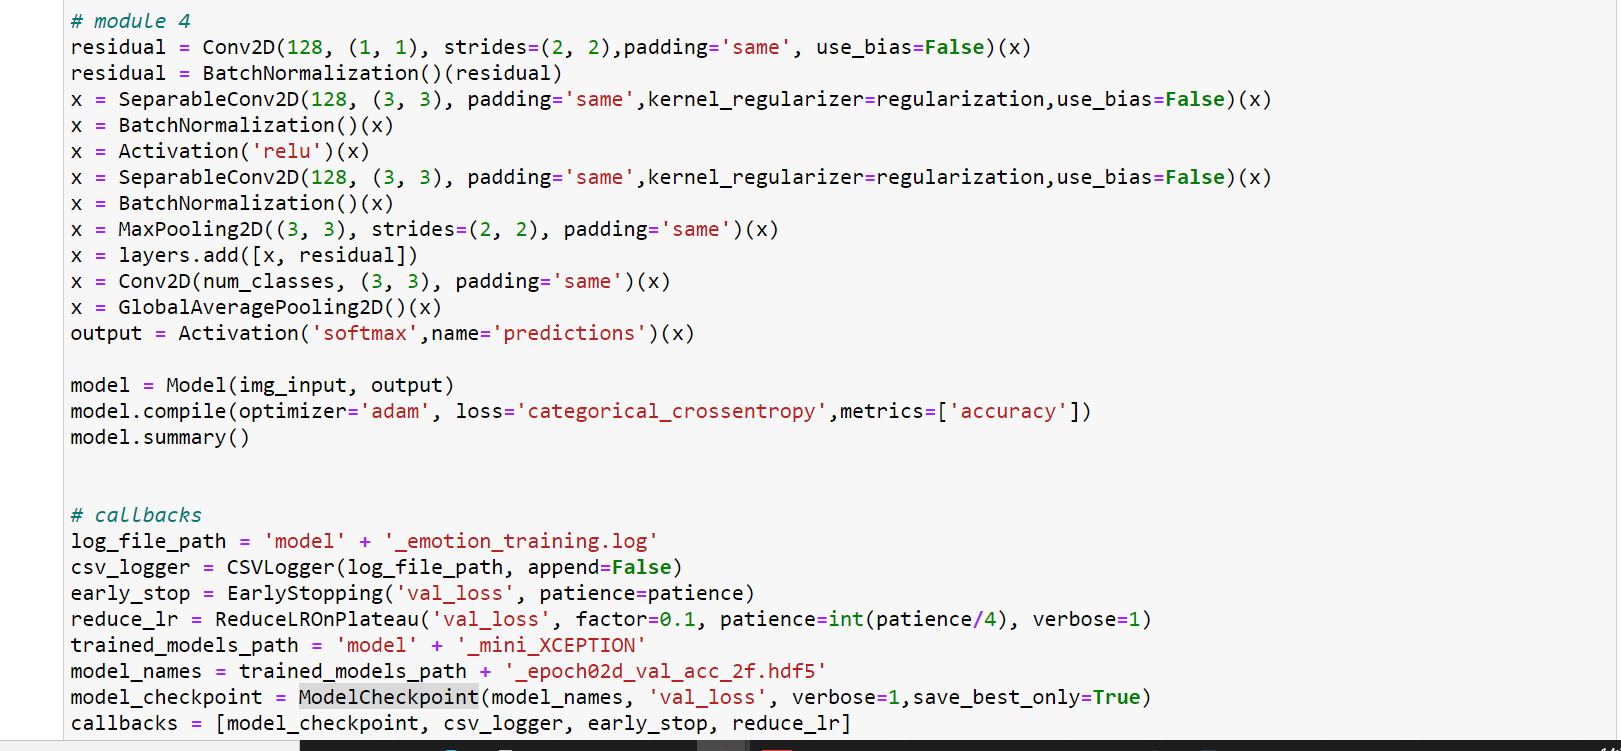 # module 4
residual = Conv2D(128, (1, 1), strides=(2, 2),padding='same', use_bias=False)(x)
residual = BatchNormalization()(residual)
x = SeparableConv2D(128, (3, 3), padding='same',kernel_regularizer=regularization,use_bias=False)(x)
x = BatchNormalization()(x)
x = Activation('relu')(x)
x = SeparableConv2D(128, (3, 3), padding='same',kernel_regularizer=regularization,use_bias=False)(x)
x = BatchNormalization()(x)
x = MaxPooling2D((3, 3), strides=(2, 2), padding='same')(x)
x = layers.add([x, residual])
x = Conv2D(num_classes, (3, 3), padding='same')(x)
x = GlobalAveragePooling2D()(x)
output = Activation('softmax',name='predictions')(x)

model = Model(img_input, output)
model.compile(optimizer='adam', loss='categorical_crossentropy',metrics=['accuracy'])
model.summary()

# callbacks
log_file_path = 'model' + '_emotion_training.log'
csv_logger = CSVLogger(log_file_path, append=False)
early_stop = EarlyStopping('val_loss', patience=patience)
reduce_lr = ReduceLROnPlateau('val_loss', factor=0.1, patience=int(patience/4), verbose=1)
trained_models_path = 'model' + '_mini_XCEPTION'
model_names = trained_models_path + '_epoch02d_val_acc_2f.hdf5'
model_checkpoint = ModelCheckpoint(model_names, 'val_loss', verbose=1,save_best_only=True)
callbacks = [model_checkpoint, csv_logger, early_stop, reduce_lr]